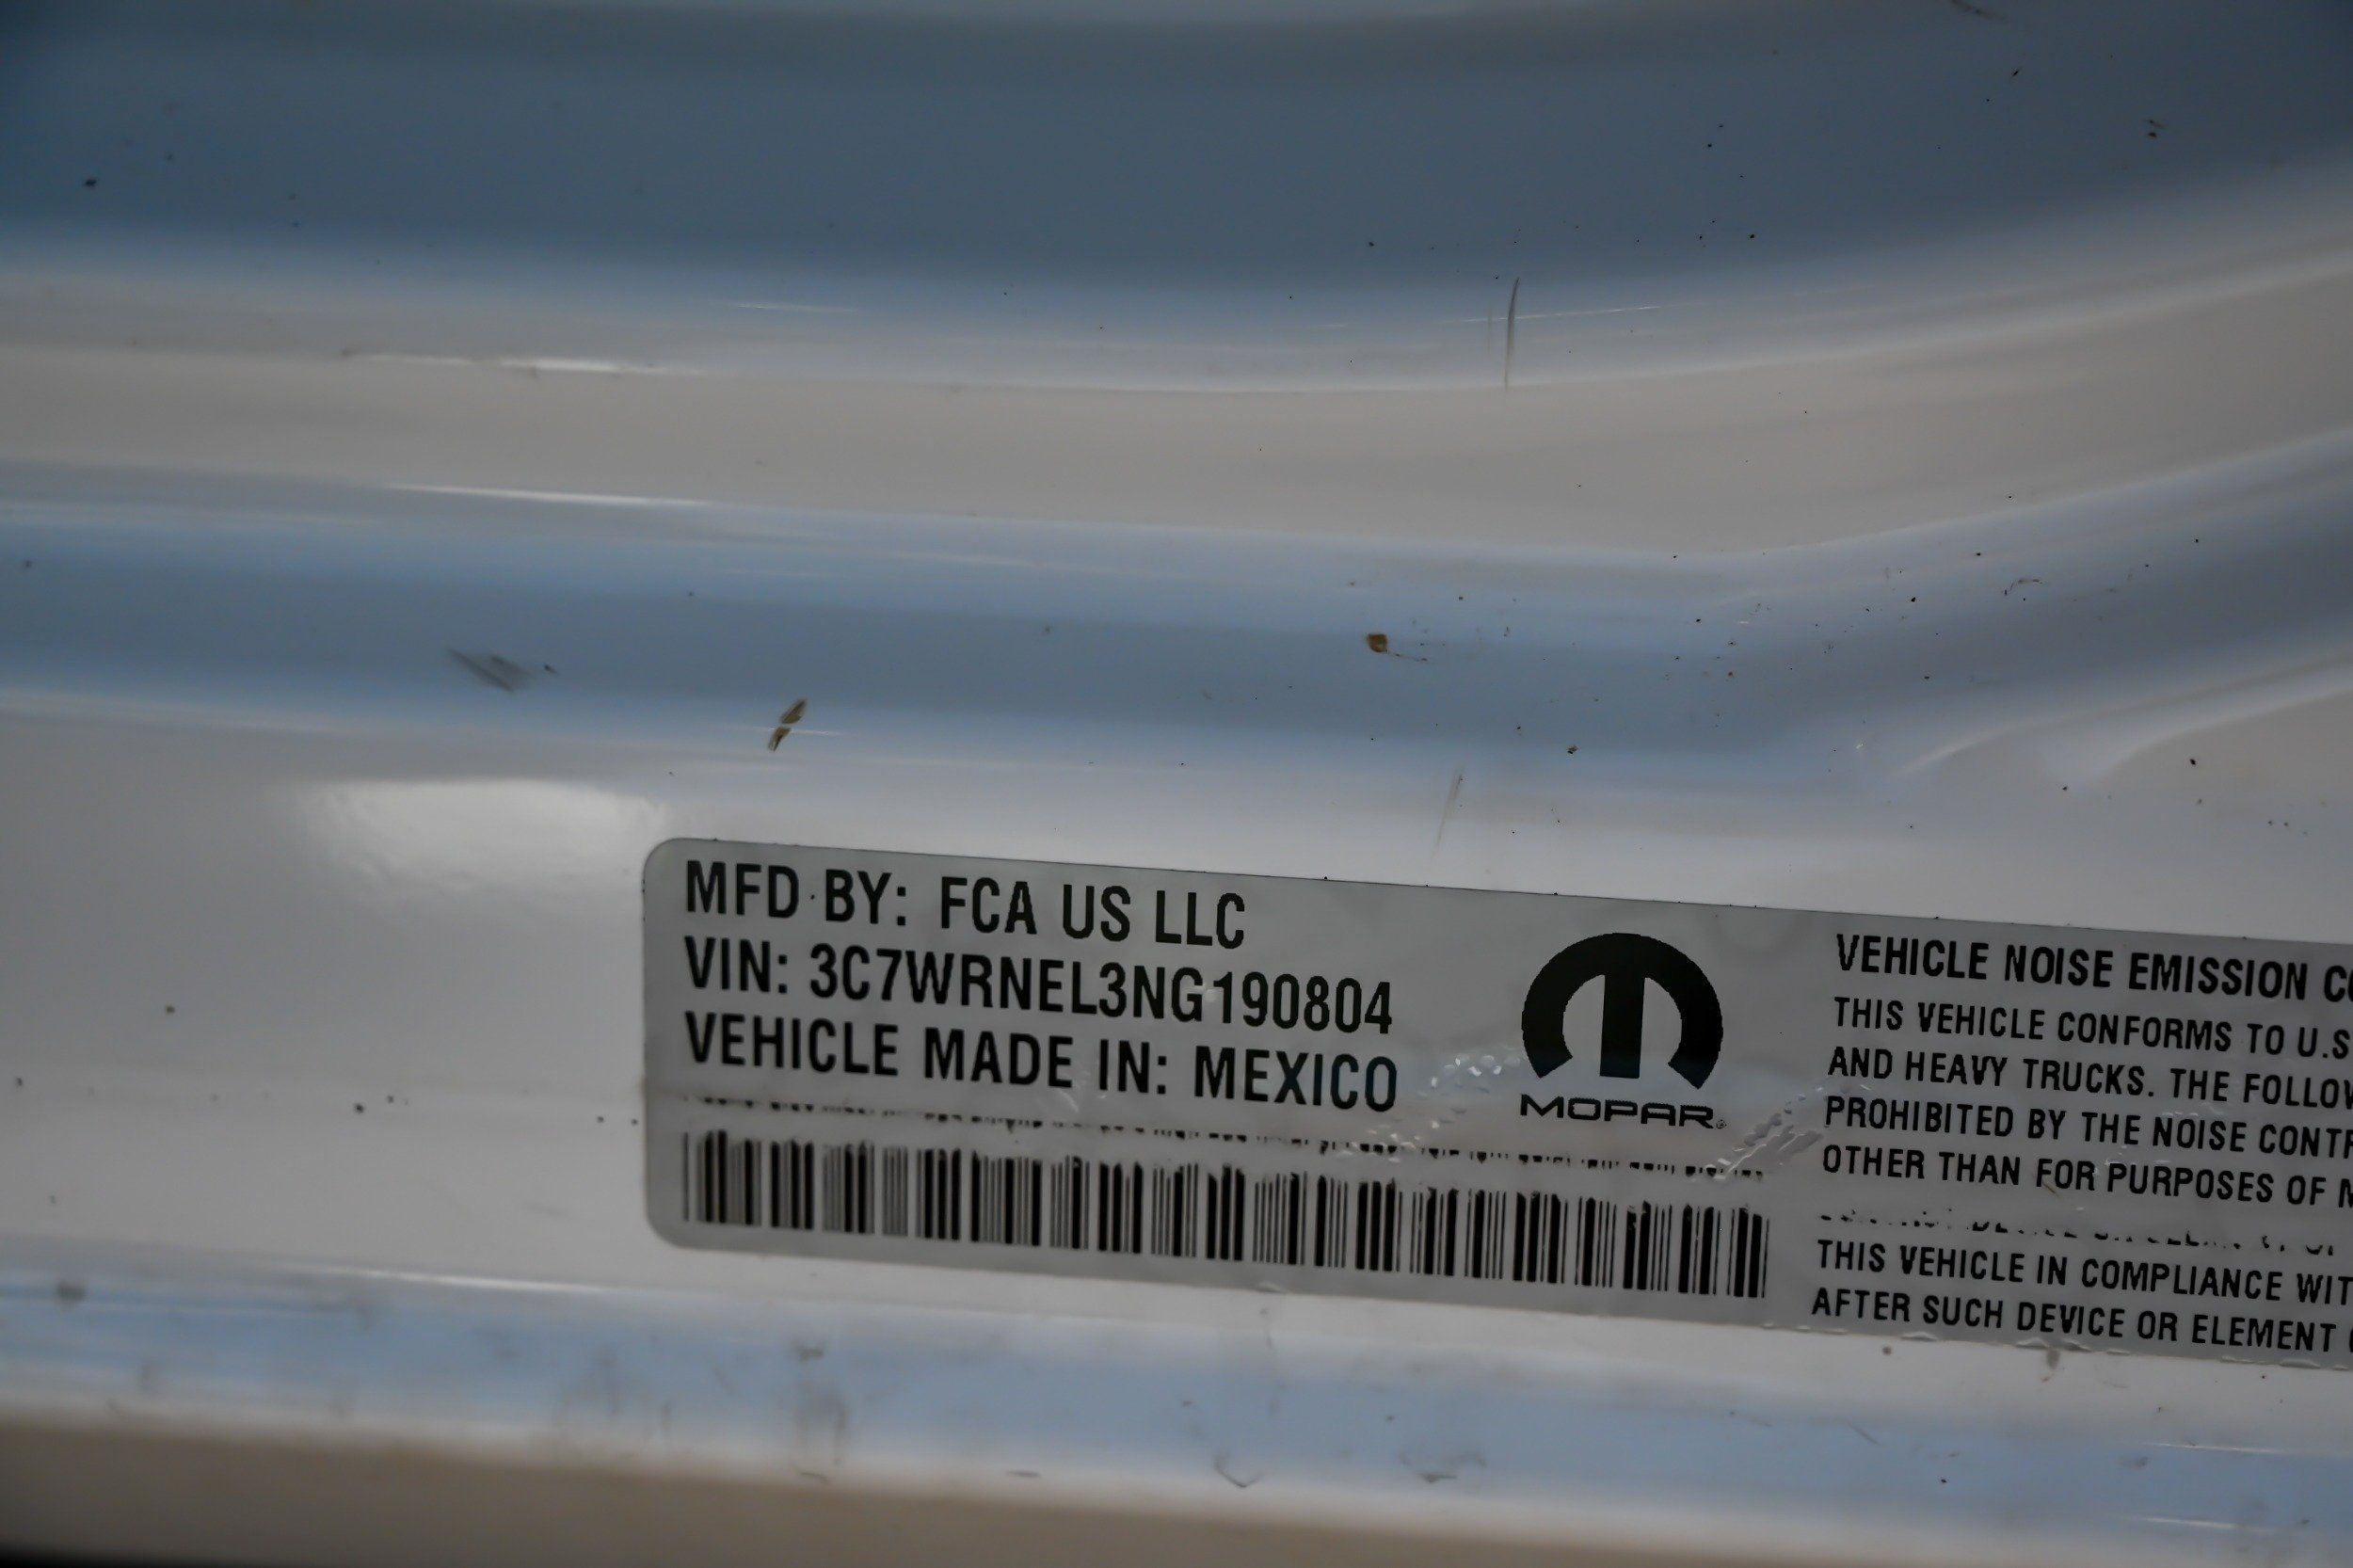 MFD BY: FCA US LLC
VIN: 3C7WRNEL3NG190804
VEHICLE MADE IN: MEXICO
MOPAR
VEHICLE NOISE EMISSION
THIS VEHICLE CONFORMS TO U.S
AND HEAVY TRUCKS. THE
PROHIBITED BY THE NOISE
OTHER THAN FOR PURPOSES OF
THIS VEHICLE IN COMPLIANCE
AFTER SUCH DEVICE OR ELEMENT